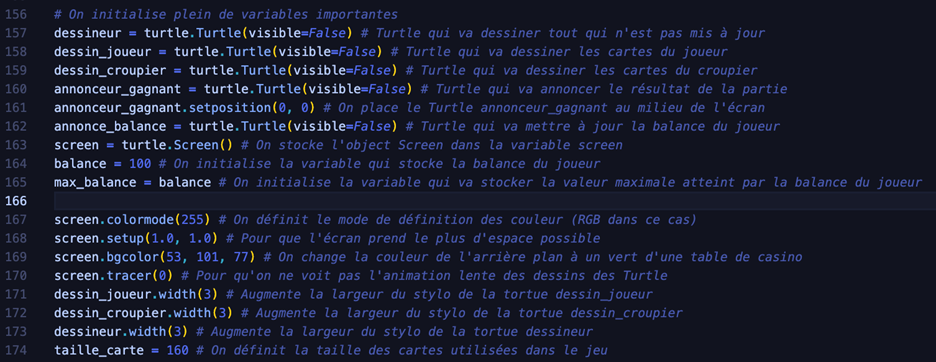 156 # On initialise plein de variables importantes
157 dessineur = turtle.Turtle(visible=False) # Turtle qui va dessiner tout qui n'est pas mis à jour
158 dessin_joueur = turtle.Turtle(visible=False) # Turtle qui va dessiner les cartes du joueur
159 dessin_croupier = turtle.Turtle(visible=False) # Turtle qui va dessiner les cartes du croupier
160 annonceur_gagnant = turtle.Turtle(visible=False) # Turtle qui va annoncer le résultat de la partie
161 annonceur_gagnant.setposition(0, 0) # On place le Turtle annonceur_gagnant au milieu de l'écran
162 annonce_balance = turtle.Turtle(visible=False) # Turtle qui va mettre à jour la balance du joueur
163 screen = turtle.Screen() # On stocke l'object Screen dans la variable screen
164 balance = 100 # On initialise la variable qui stocke la balance du joueur
165 max_balance = balance # On initialise la variable qui va stocker la valeur maximale atteint par la balance du joueur
166
167 screen.colormode(255) # On définit le mode de définition des couleur (RGB dans ce cas)
168 screen.setup(1.0, 1.0) # Pour que l'écran prend le plus d'espace possible
169 screen.bgcolor(53, 101, 77) # On change la couleur de l'arrière plan à un vert d'une table de casino
170 screen.tracer(0) # Pour qu'on ne voit pas l'animation lente des dessins des Turtle
171 dessin_joueur.width(3) # Augmente la largeur du stylo de la tortue dessin_joueur
172 dessin_croupier.width(3) # Augmente la largeur du stylo de la tortue dessin_croupier
173 dessineur.width(3) # Augmente la largeur du stylo de la tortue dessineur
174 taille_carte = 160 # On définit la taille des cartes utilisées dans le jeu